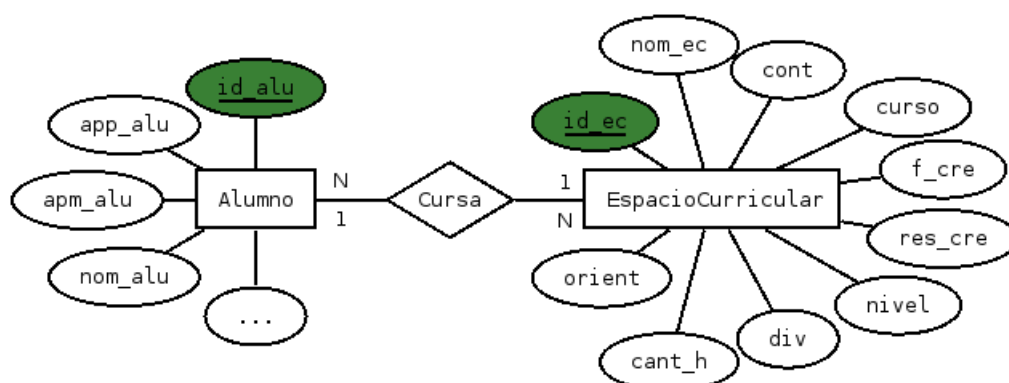 nom_ec
cont
id_alu
curso
app_alu
id_ec
f_cre
N
1
apm_alu
Alumno
Cursa
EspacioCurricular
1
N
res_cre
nom_alu
orient
nivel
...
div
cant_h